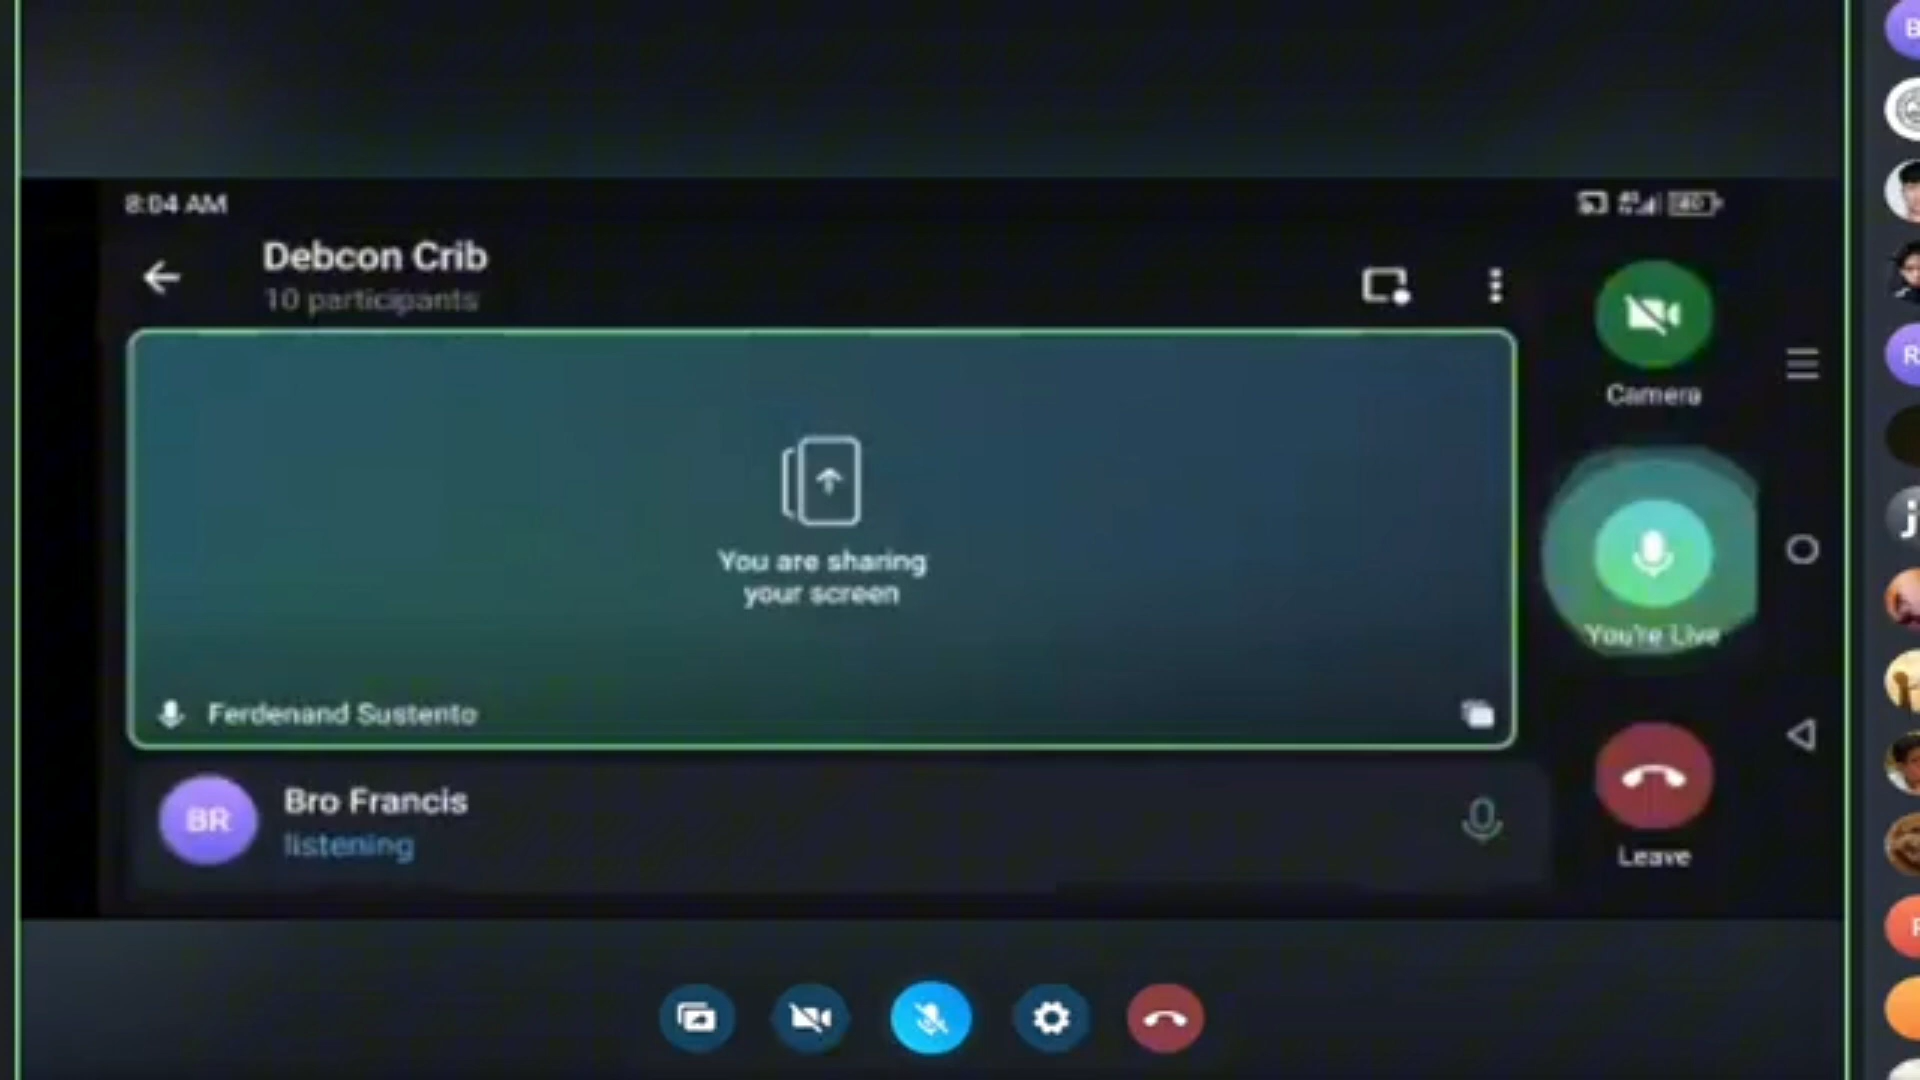 8:04 AM
Debcon Crib
10 participants
Camera
You are sharing
your screen
You're Live
Ferdenand Sustento
BR
Bro Francis
listening
Leave
B
R
j